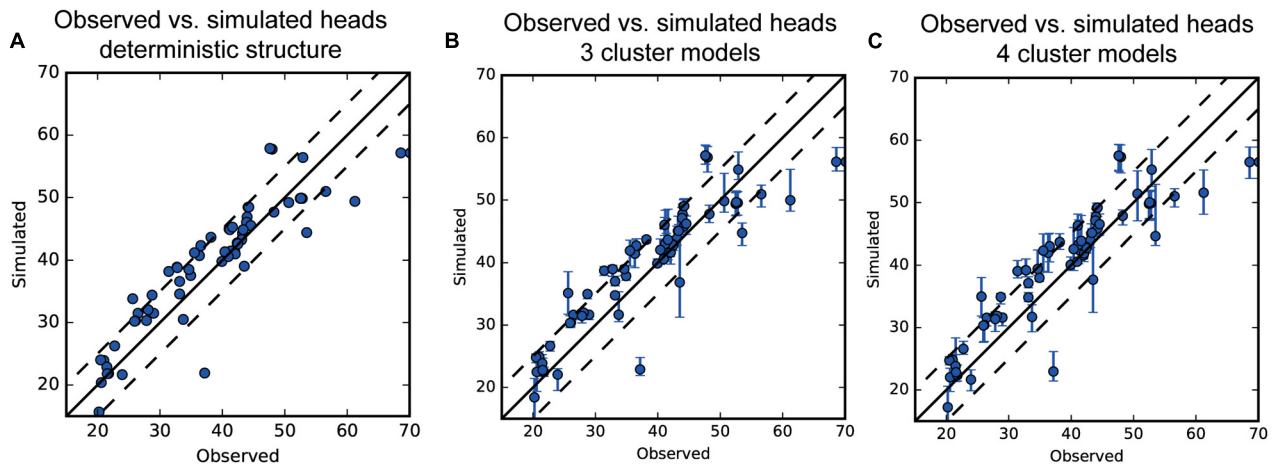 A
Observed vs. simulated heads
deterministic structure
70
60
50
40
30
20
Simulated
20 30 40 50 60 70
Observed
B
Observed vs. simulated heads
3 cluster models
70
60
50
40
30
20
Simulated
20 30 40 50 60 70
Observed
C
Observed vs. simulated heads
4 cluster models
70
60
50
40
30
20
Simulated
20 30 40 50 60 70
Observed